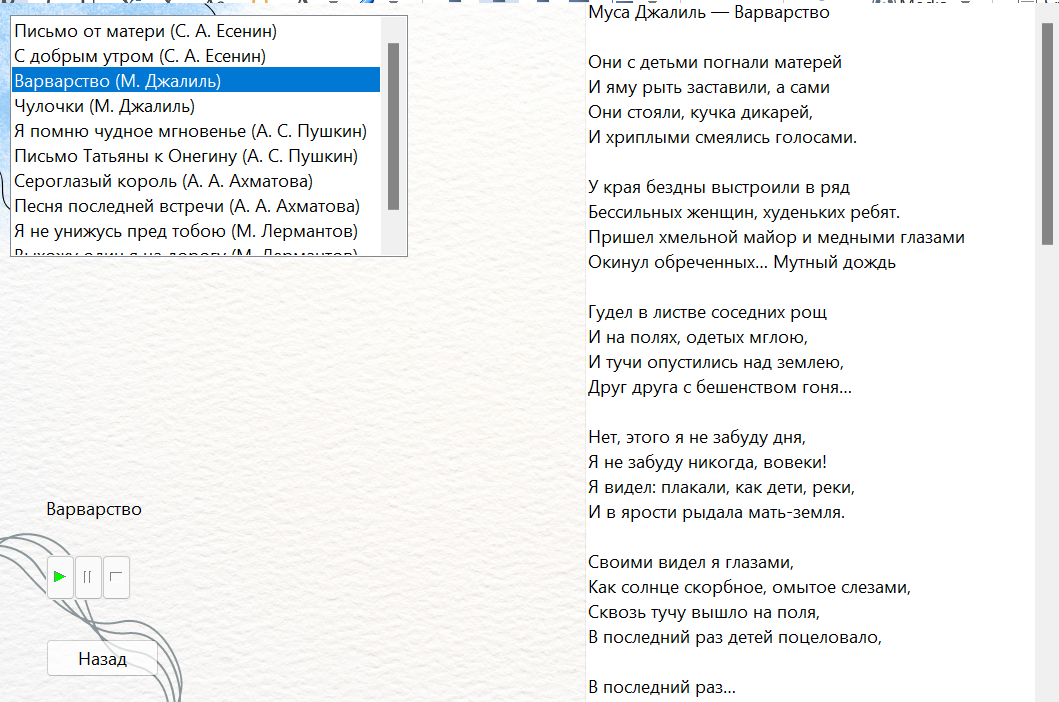 Письмо от матери (С. А. Есенин)
С добрым утром (С. А. Есенин)
Варварство (М. Джалиль)
Чулочки (М. Джалиль)
Я помню чудное мгновенье (А. С. Пушкин)
Письмо Татьяны к Онегину (А. С. Пушкин)
Сероглазый король (А. А. Ахматова)
Песня последней встречи (А. А. Ахматова)
Я не унижусь пред тобою (М. Лермантов)
Выхожу один я на дорогу (М. Лермантов)
Варварство
Назад
Муса Джалиль — Варварство
Они с детьми погнали матерей
И яму рыть заставили, а сами
Они стояли, кучка дикарей,
И хриплыми смеялись голосами.
У края бездны выстроили в ряд
Бессильных женщин, худеньких ребят.
Пришел хмельной майор и медными глазами
Окинул обреченных... Мутный дождь
Гудел в листве соседних рощ
И на полях, одетых мглою,
И тучи опустились над землею,
Друг друга с бешенством гоня...
Нет, этого я не забуду дня,
Я не забуду никогда, вовеки!
Я видел: плакали, как дети, реки,
И в ярости рыдала мать-земля.
Своими видел я глазами,
Как солнце скорбное, омытое слезами,
Сквозь тучу вышло на поля,
В последний раз детей поцеловало,
В последний раз...